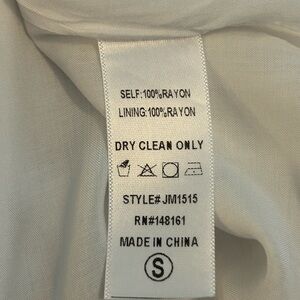 SELF:100%RAYON
LINING:100%RAYON
DRY CLEAN ONLY
STYLE# JM1515
RN#148161
MADE IN CHINA
S